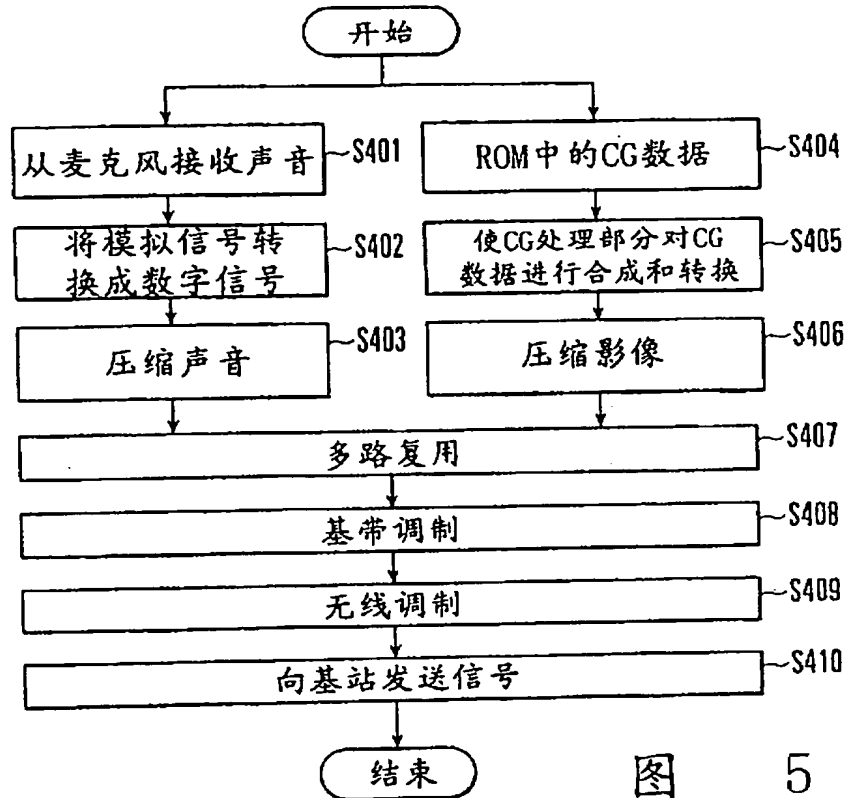 开始
从麦克风接收声音
S401
将模拟信号转
换成数字信号
S402
压缩声音
S403
ROM中的CG数据
S404
使CG处理部分对CG
数据进行合成和转换
S405
压缩影像
S406
多路复用
S407
基带调制
S408
无线调制
S409
向基站发送信号
S410
结束
图 5